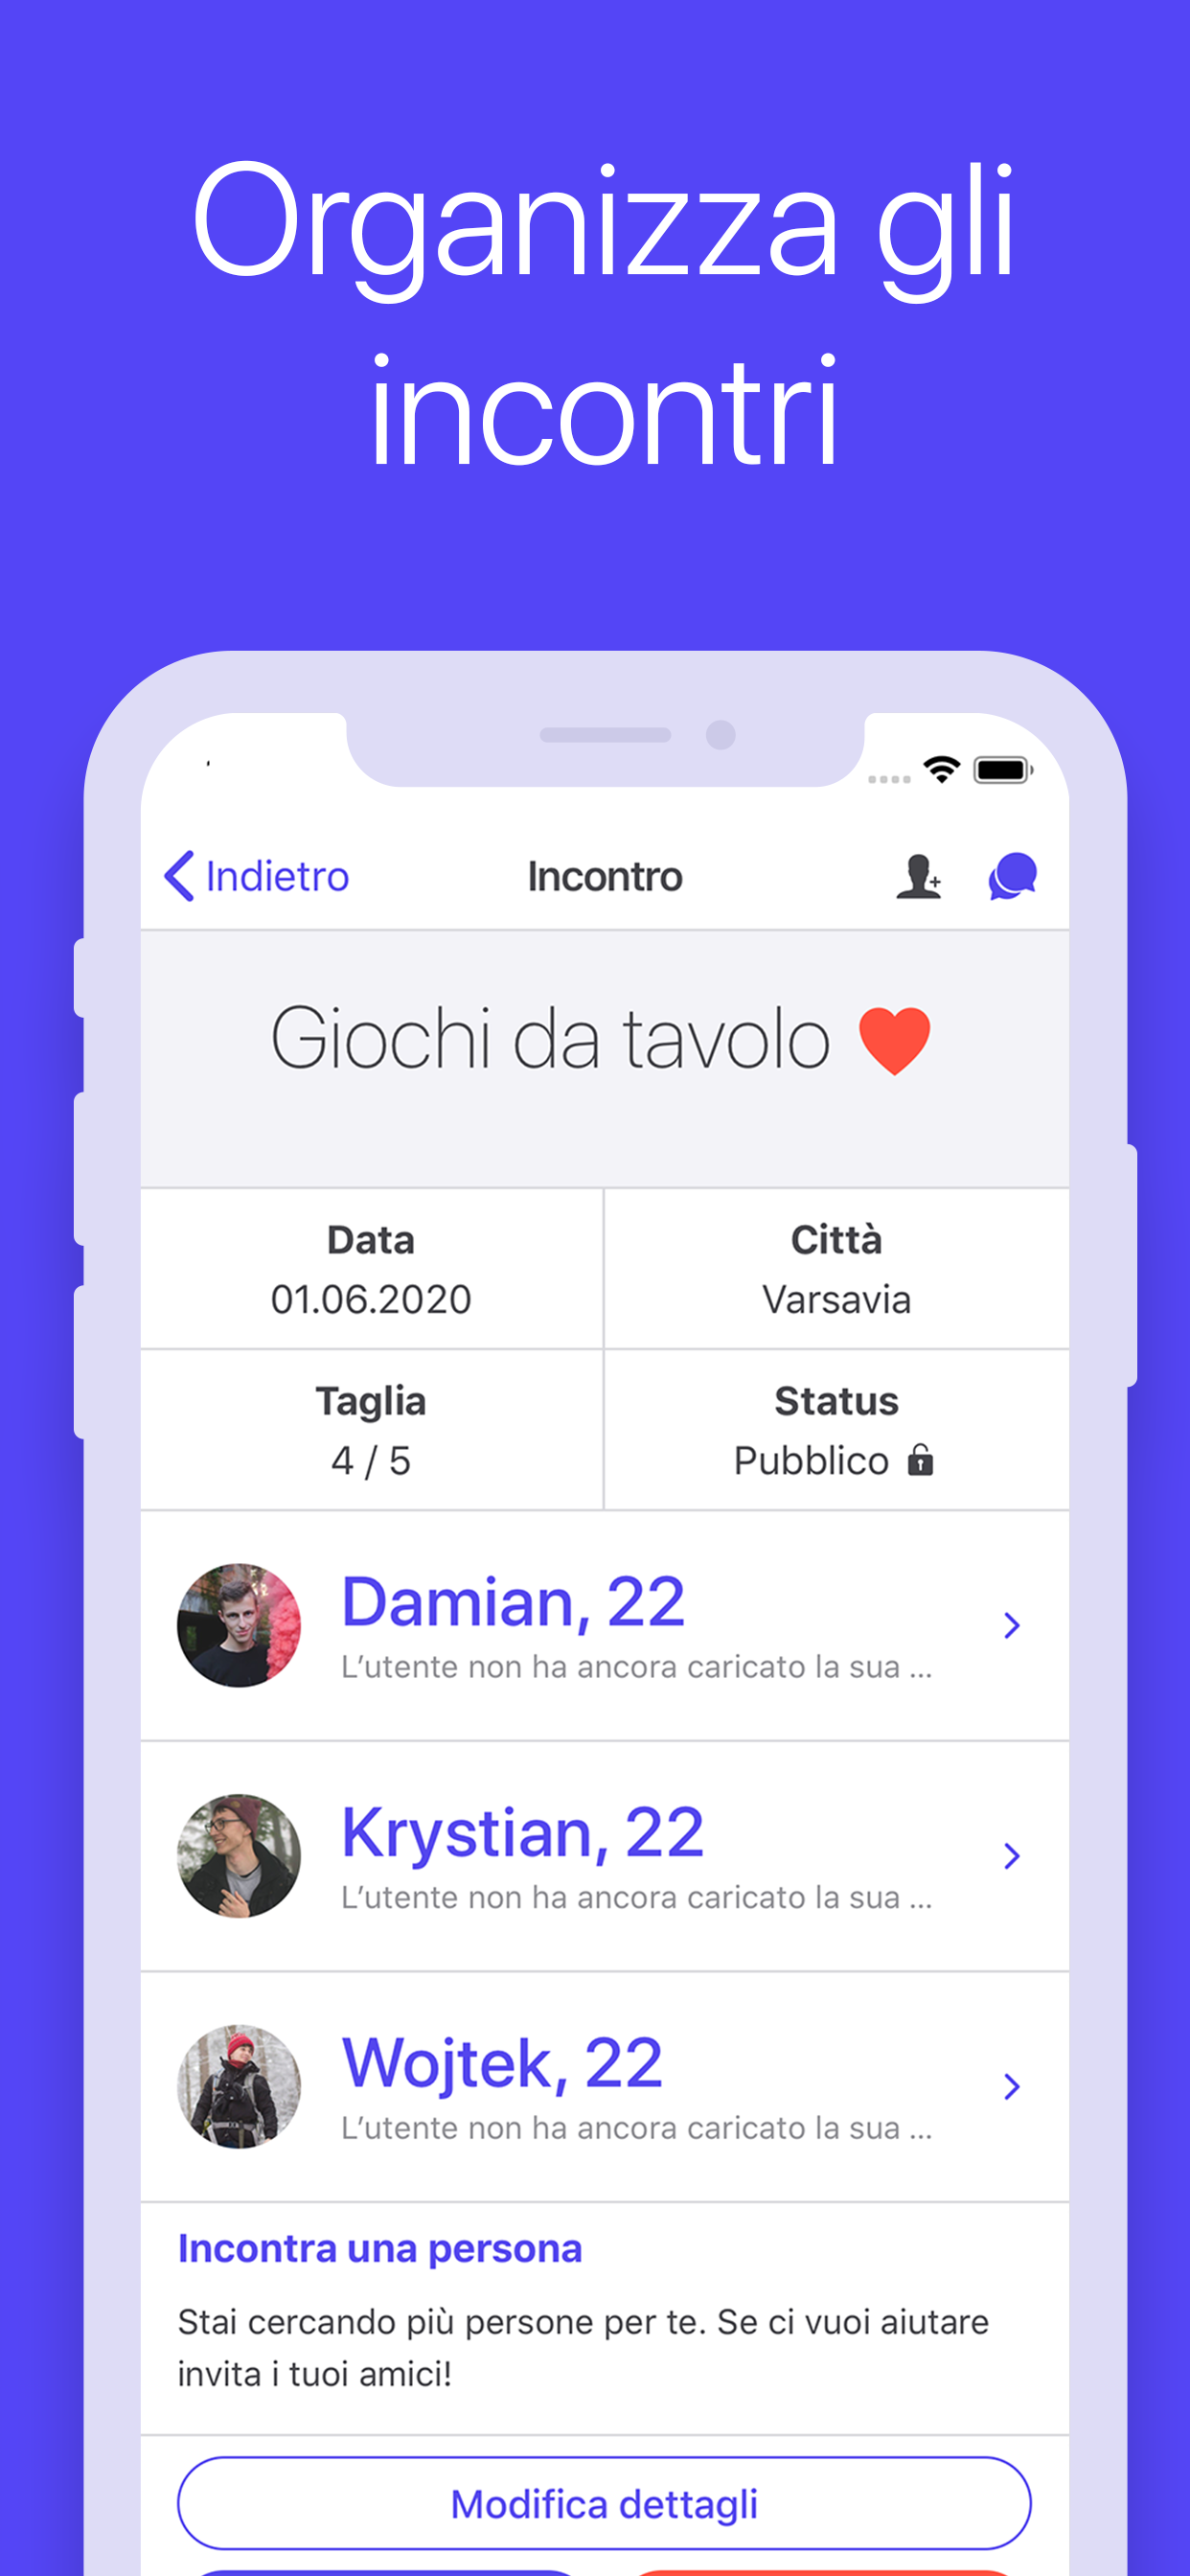 Organizza gli
incontri
Indietro
Incontro
Giochi da tavolo ❤️
Data
01.06.2020
Città
Varsavia
Taglia
4 / 5
Status
Pubblico
Damian, 22
L'utente non ha ancora caricato la sua ...
Krystian, 22
L'utente non ha ancora caricato la sua ...
Wojtek, 22
L'utente non ha ancora caricato la sua ...
Incontra una persona
Stai cercando più persone per te. Se ci vuoi aiutare
invita i tuoi amici!
Modifica dettagli